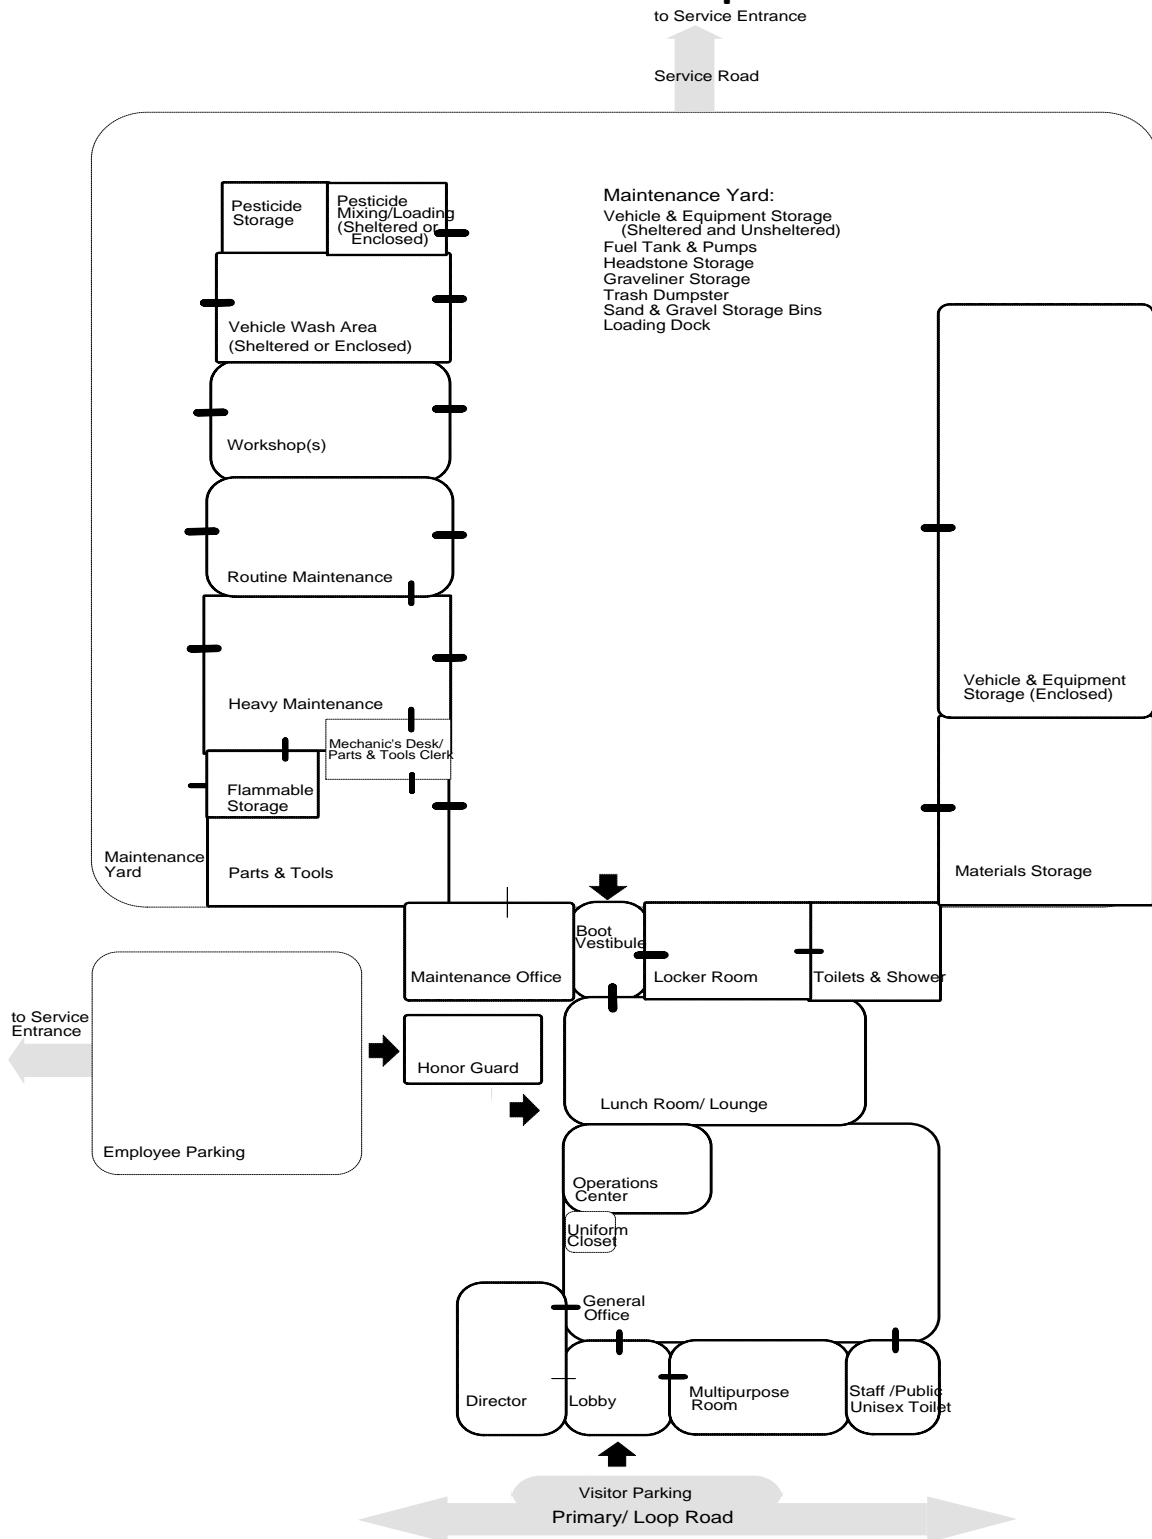 to Service Entrance
Service Road
Pesticide
Storage
Pesticide
Mixing/Loading
(Sheltered or
Enclosed)
Maintenance Yard:
Vehicle & Equipment Storage
(Sheltered and Unsheltered)
Fuel Tank & Pumps
Headstone Storage
Graveliner Storage
Trash Dumpster
Sand & Gravel Storage Bins
Loading Dock
Vehicle Wash Area
(Sheltered or Enclosed)
Workshop(s)
Routine Maintenance
Heavy Maintenance
Vehicle & Equipment
Storage (Enclosed)
Mechanic's Desk/
Parts & Tools Clerk
Flammable
Storage
Maintenance
Yard
Parts & Tools
Materials Storage
Boot
Vestibule
Maintenance Office
Locker Room
Toilets & Shower
to Service
Entrance
Honor Guard
Lunch Room/ Lounge
Employee Parking
Operations
Center
Uniform
Closet
General
Office
Director
Lobby
Multipurpose
Room
Staff /Public
Unisex Toilet
Visitor Parking
Primary/ Loop Road